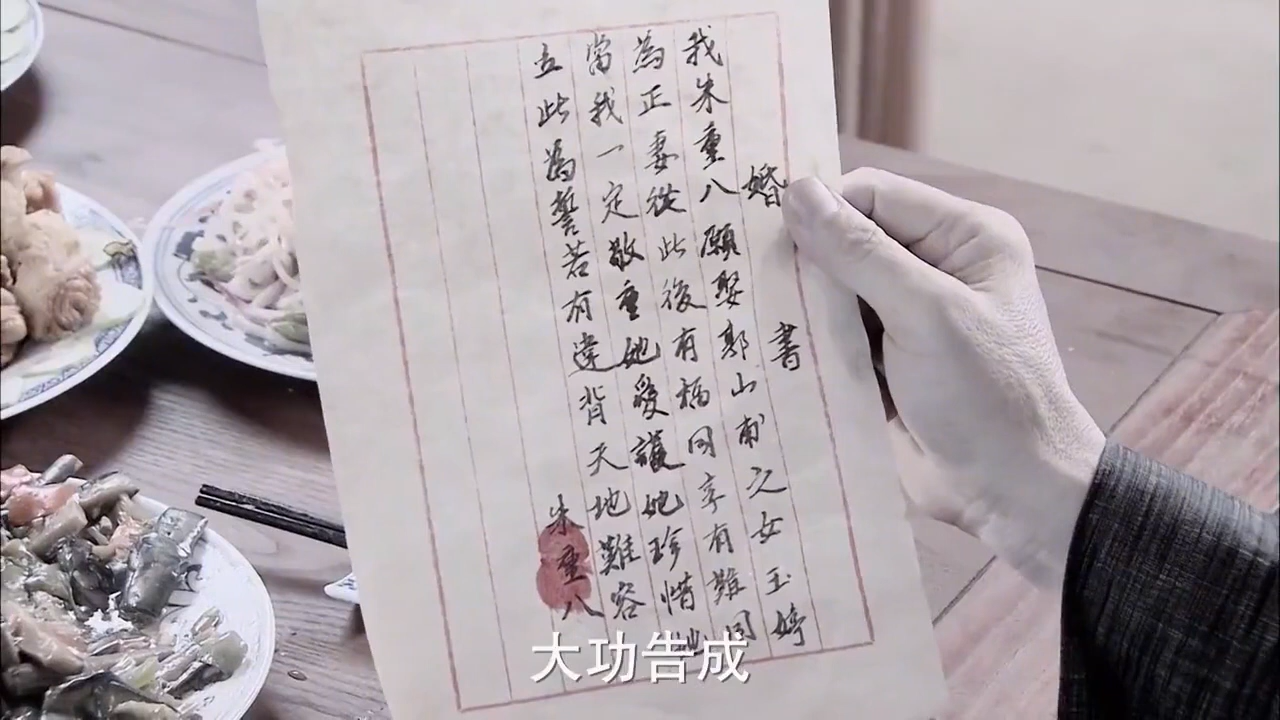 婚書
我朱重八願娶郭山甫之女玉婷
為正妻從此後有福同享有難同
當我一定敬重她愛護她珍惜她
立此為誓若有違背天地難容
朱重八
大功告成